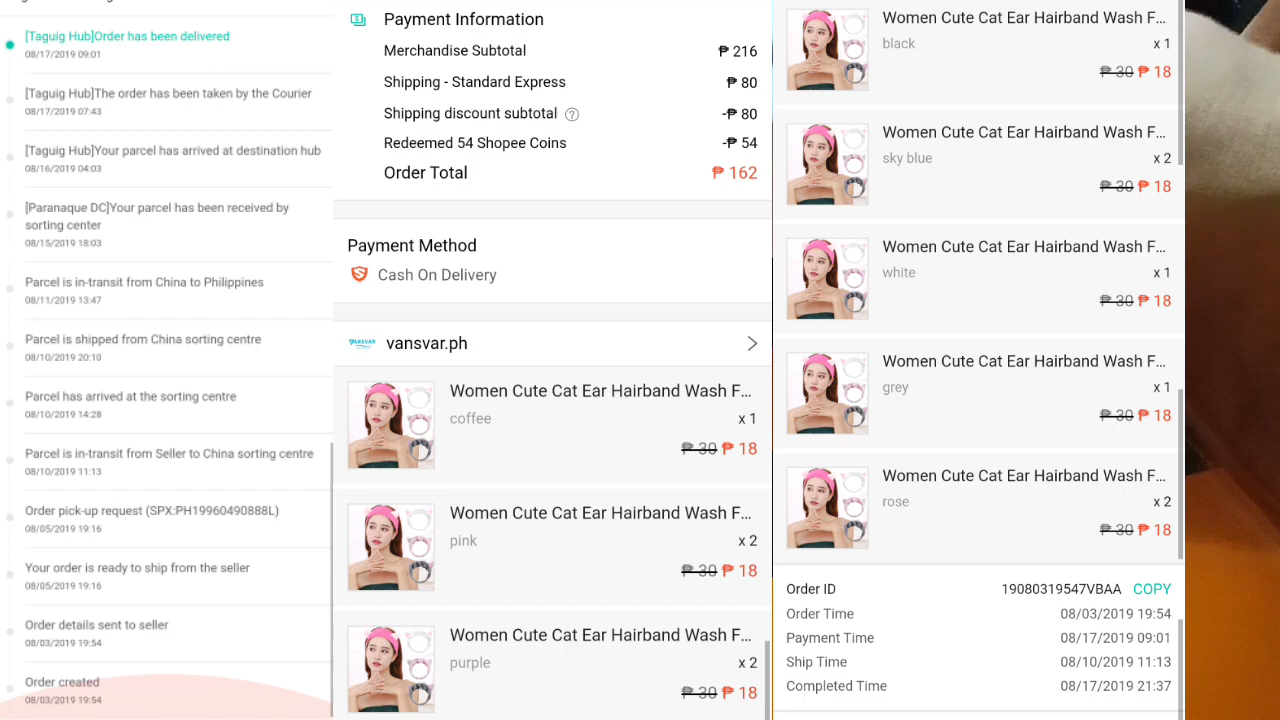 [Taguig Hub]Order has been delivered
08/17/2019 09:01
[Taguig Hub]The order has been taken by the Courier
08/17/2019 07:43
[Taguig Hub]Your parcel has arrived at destination hub
08/16/2019 04:03
[Paranaque DC]Your parcel has been received by
sorting center
08/15/2019 18:03
Parcel is in-transit from China to Philippines
08/11/2019 13:47
Parcel is shipped from China sorting centre
08/10/2019 20:10
Parcel has arrived at the sorting centre
08/10/2019 14:28
Parcel is in-transit from Seller to China sorting centre
08/10/2019 11:13
Order pick-up request (SPX:PH19960490888L)
08/05/2019 19:16
Your order is ready to ship from the seller
08/05/2019 19:16
Order details sent to seller
08/03/2019 19:54
Order created
08/03/2019 19:54
Payment Information
Merchandise Subtotal ₱ 216
Shipping - Standard Express ₱ 80
Shipping discount subtotal ? -₱ 80
Redeemed 54 Shopee Coins -₱ 54
Order Total ₱ 162
Payment Method
Cash On Delivery
VANSVAR vansvar.ph
Women Cute Cat Ear Hairband Wash F...
coffee x 1
₱ 30 ₱ 18
Women Cute Cat Ear Hairband Wash F...
pink x 2
₱ 30 ₱ 18
Women Cute Cat Ear Hairband Wash F...
purple x 2
₱ 30 ₱ 18
Women Cute Cat Ear Hairband Wash F...
black x 1
₱ 30 ₱ 18
Women Cute Cat Ear Hairband Wash F...
sky blue x 2
₱ 30 ₱ 18
Women Cute Cat Ear Hairband Wash F...
white x 1
₱ 30 ₱ 18
Women Cute Cat Ear Hairband Wash F...
grey x 1
₱ 30 ₱ 18
Women Cute Cat Ear Hairband Wash F...
rose x 2
₱ 30 ₱ 18
Order ID 19080319547VBAA COPY
Order Time 08/03/2019 19:54
Payment Time 08/17/2019 09:01
Ship Time 08/10/2019 11:13
Completed Time 08/17/2019 21:37